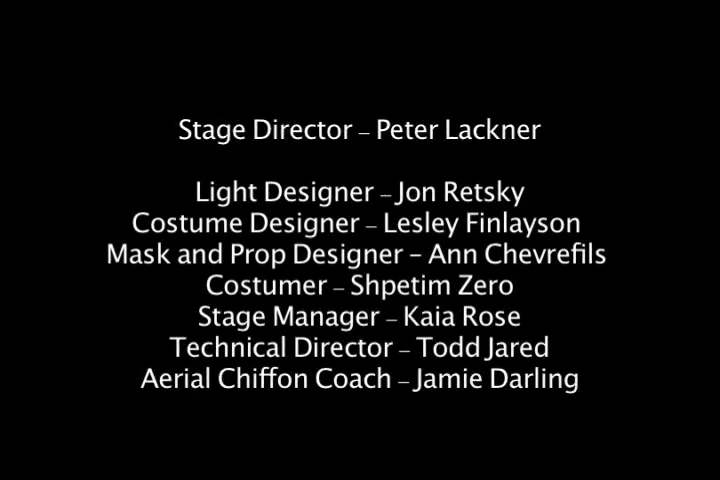 Stage Director – Peter Lackner
Light Designer – Jon Retsky
Costume Designer – Lesley Finlayson
Mask and Prop Designer – Ann Chevrefils
Costumer – Shpetim Zero
Stage Manager – Kaia Rose
Technical Director – Todd Jared
Aerial Chiffon Coach – Jamie Darling